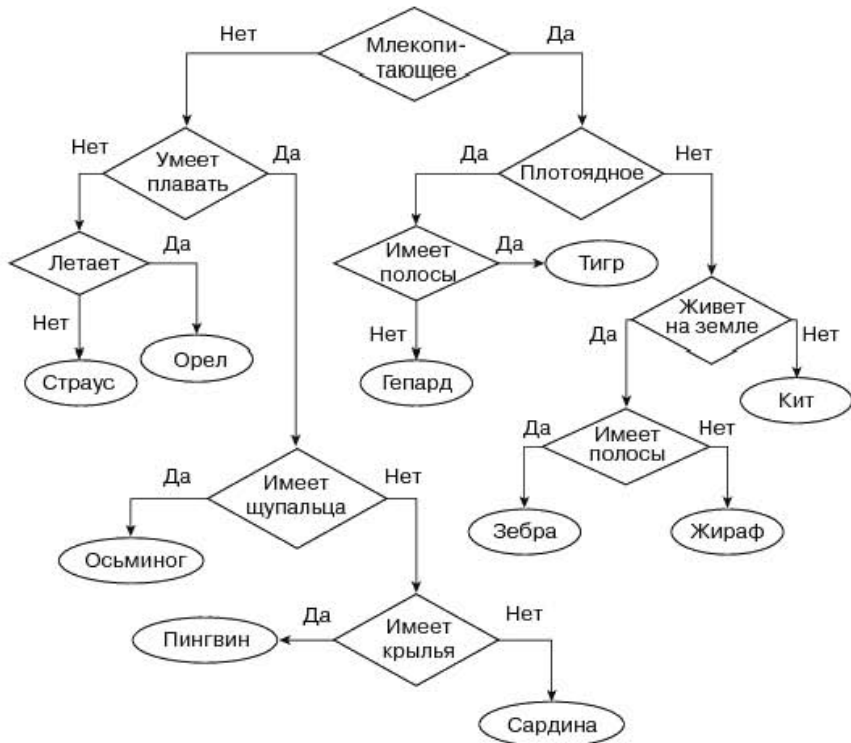 Нет
Млекопи-
тающее
Да
Нет
Умеет
плавать
Да
Да
Плотоядное
Нет
Летает
Да
Имеет
полосы
Да
Тигр
Нет
Орел
Страус
Нет
Гепард
Живет
на земле
Да
Нет
Кит
Да
Имеет
полосы
Нет
Зебра
Жираф
Да
Имеет
щупальца
Нет
Осьминог
Пингвин
Да
Имеет
крылья
Нет
Сардина